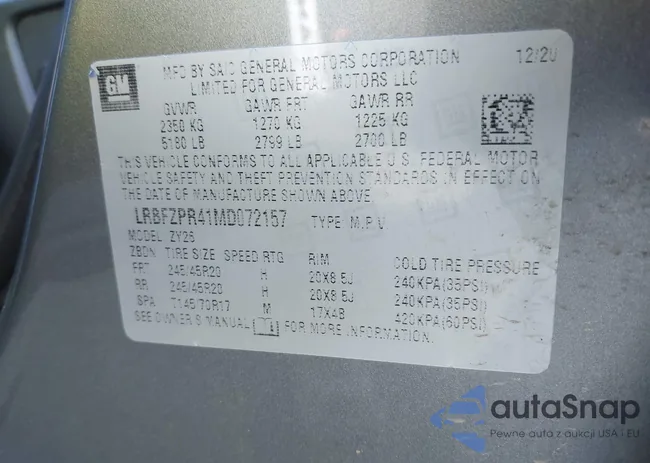 GM
MFD BY SAIC GENERAL MOTORS CORPORATION 12/20
LIMITED FOR GENERAL MOTORS LLC
GVWR GAWR FRT GAWR RR
2350 KG 1270 KG 1225 KG
5180 LB 2799 LB 2700 LB
THIS VEHICLE CONFORMS TO ALL APPLICABLE U.S. FEDERAL MOTOR
VEHICLE SAFETY AND THEFT PREVENTION STANDARDS IN EFFECT ON
THE DATE OF MANUFACTURE SHOWN ABOVE.
LRBFZPR41MD072157 TYPE M.P.V
MODEL ZY26
ZBDN TIRE SIZE SPEED RTG RIM COLD TIRE PRESSURE
FRT 245/45R20 H 20X8.5J 240KPA(35PSI)
RR 245/45R20 H 20X8.5J 240KPA(35PSI)
SPA T145/70R17 M 17X4B 420KPA(60PSI)
SEE OWNER'S MANUAL FOR MORE INFORMATION.
autaSnap
Pewne auta z aukcji USA i EU